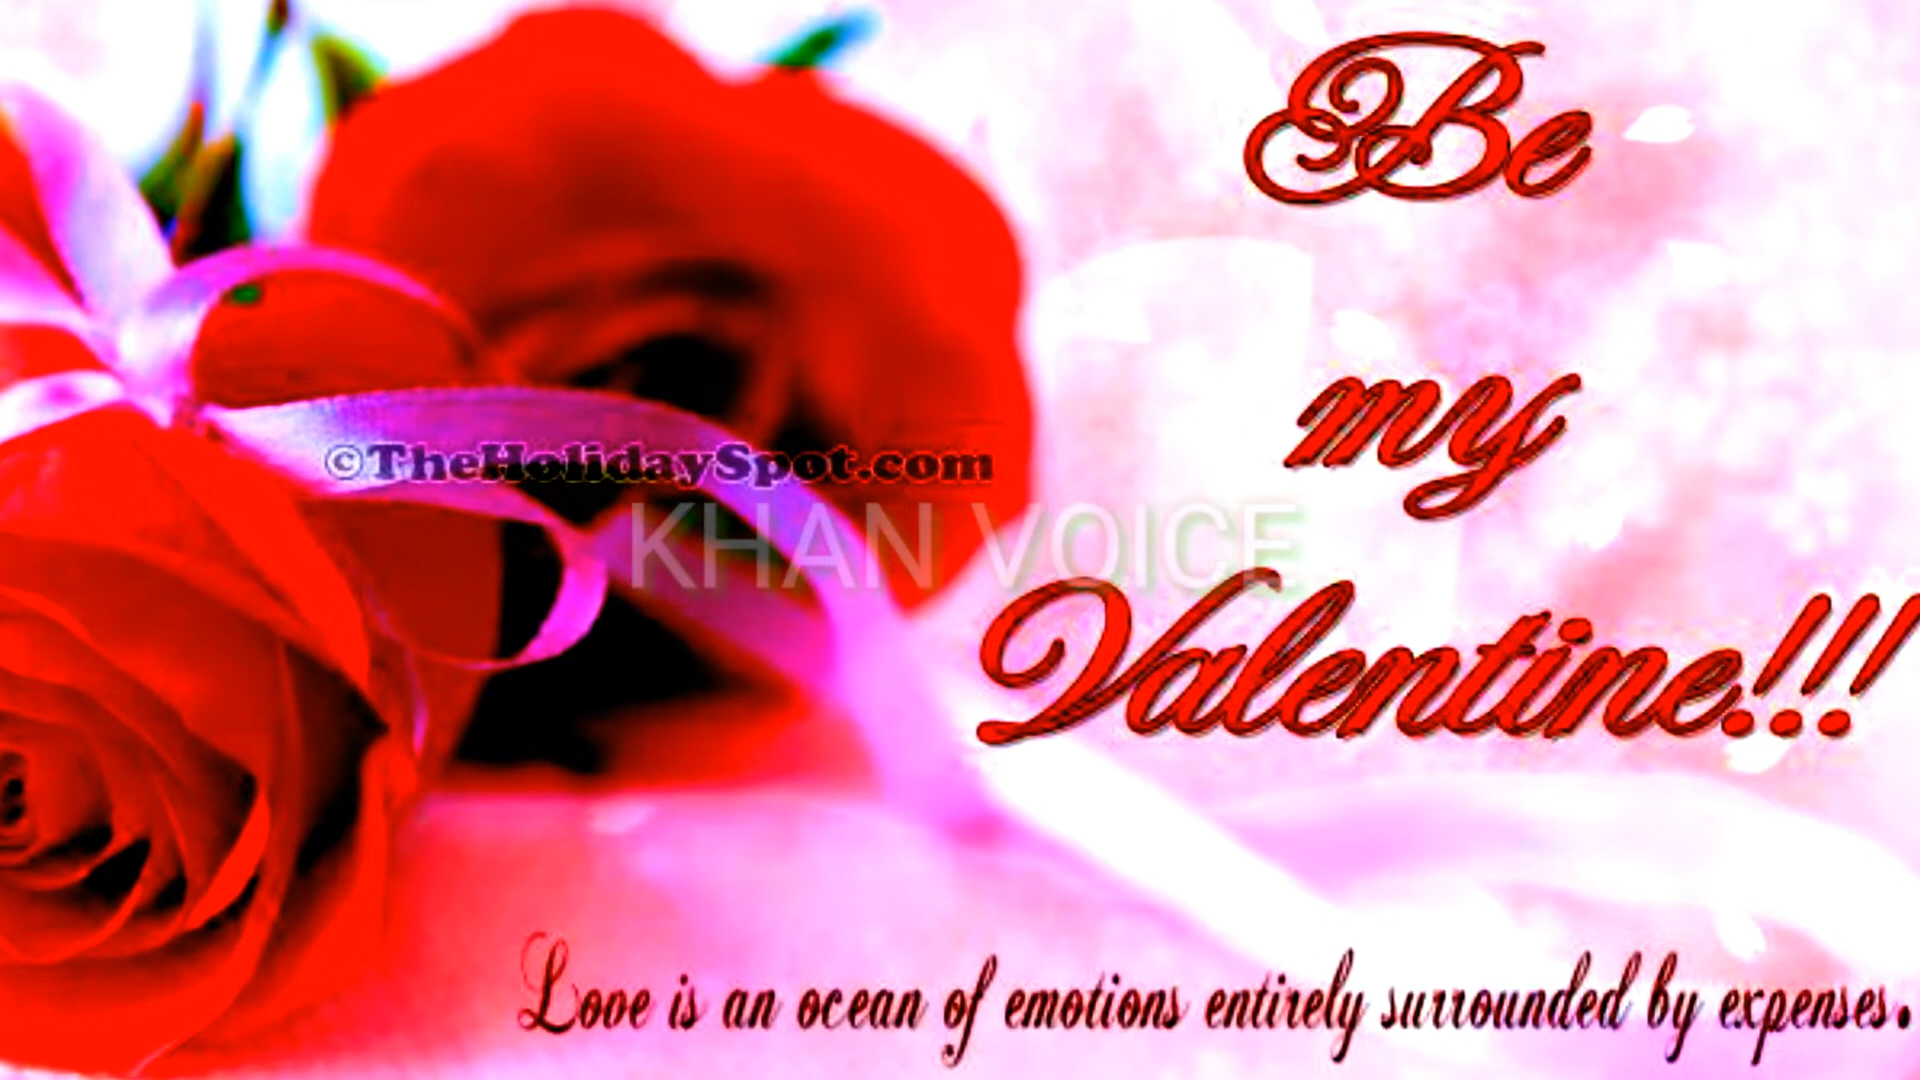 Be
my
©TheHolidaySpot.com
KHAN VOICE
Valentine!!!
Love is an ocean of emotions entirely surrounded by expenses.